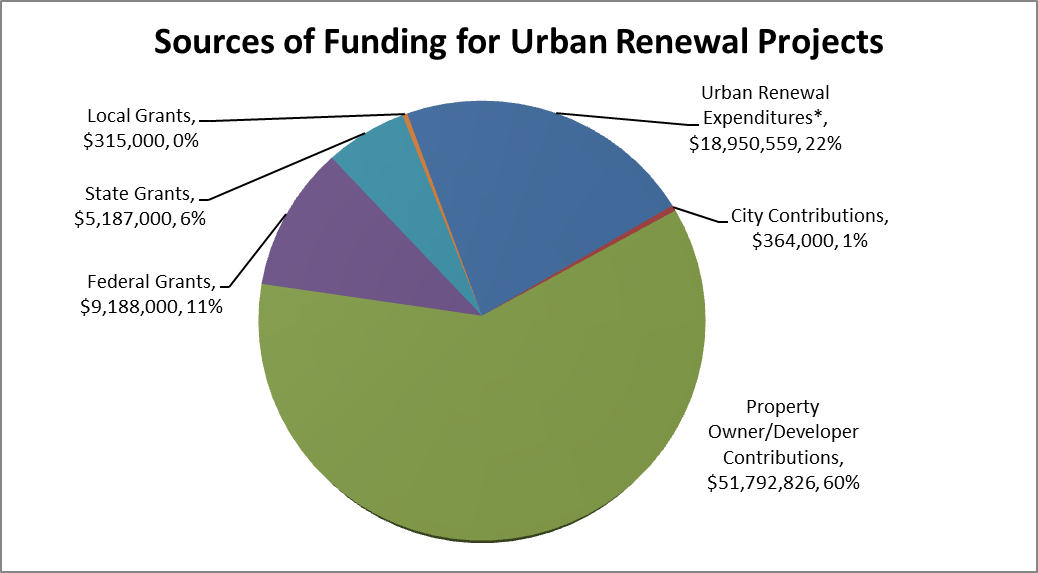 Sources of Funding for Urban Renewal Projects
Local Grants,
$315,000, 0%
State Grants,
$5,187,000, 6%
Federal Grants,
$9,188,000, 11%
Urban Renewal
Expenditures*,
$18,950,559, 22%
City Contributions,
$364,000, 1%
Property
Owner/Developer
Contributions,
$51,792,826, 60%